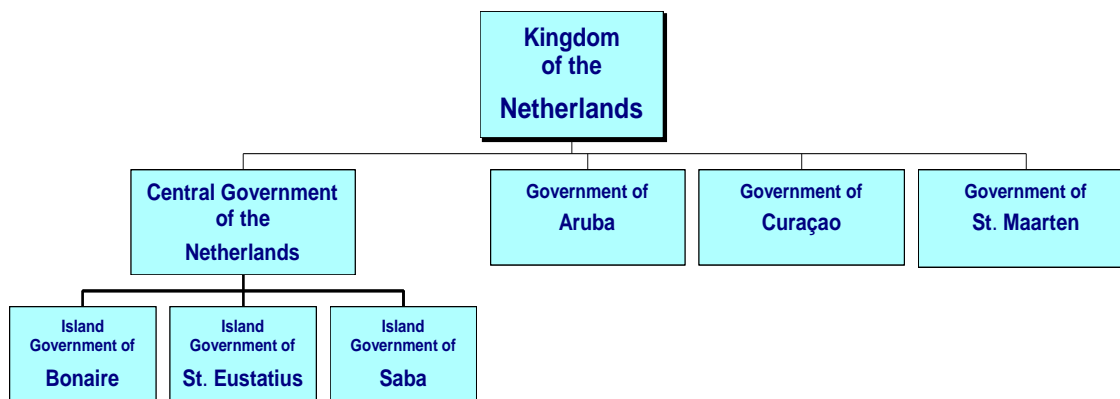 Kingdom
of the
Netherlands
Central Government
of the
Netherlands
Government of
Aruba
Government of
Curaçao
Government of
St. Maarten
Island
Government of
Bonaire
Island
Government of
St. Eustatius
Island
Government of
Saba